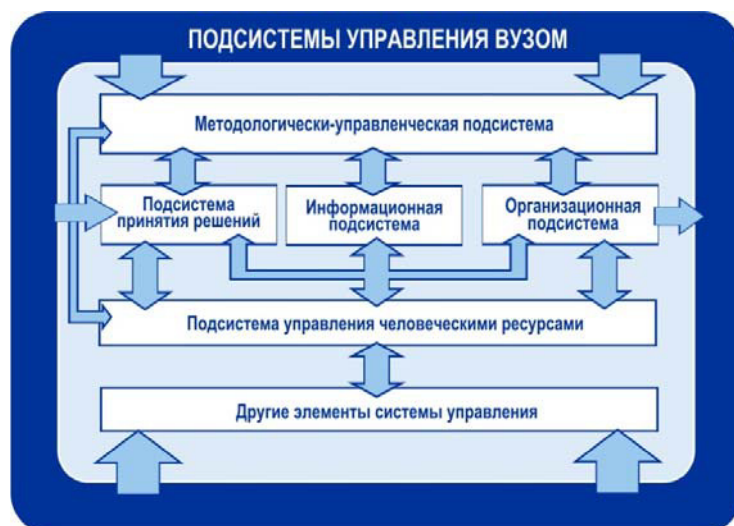 ПОДСИСТЕМЫ УПРАВЛЕНИЯ ВУЗОМ
Методологически-управленческая подсистема
Подсистема
принятия решений
Информационная
подсистема
Организационная
подсистема
Подсистема управления человеческими ресурсами
Другие элементы системы управления